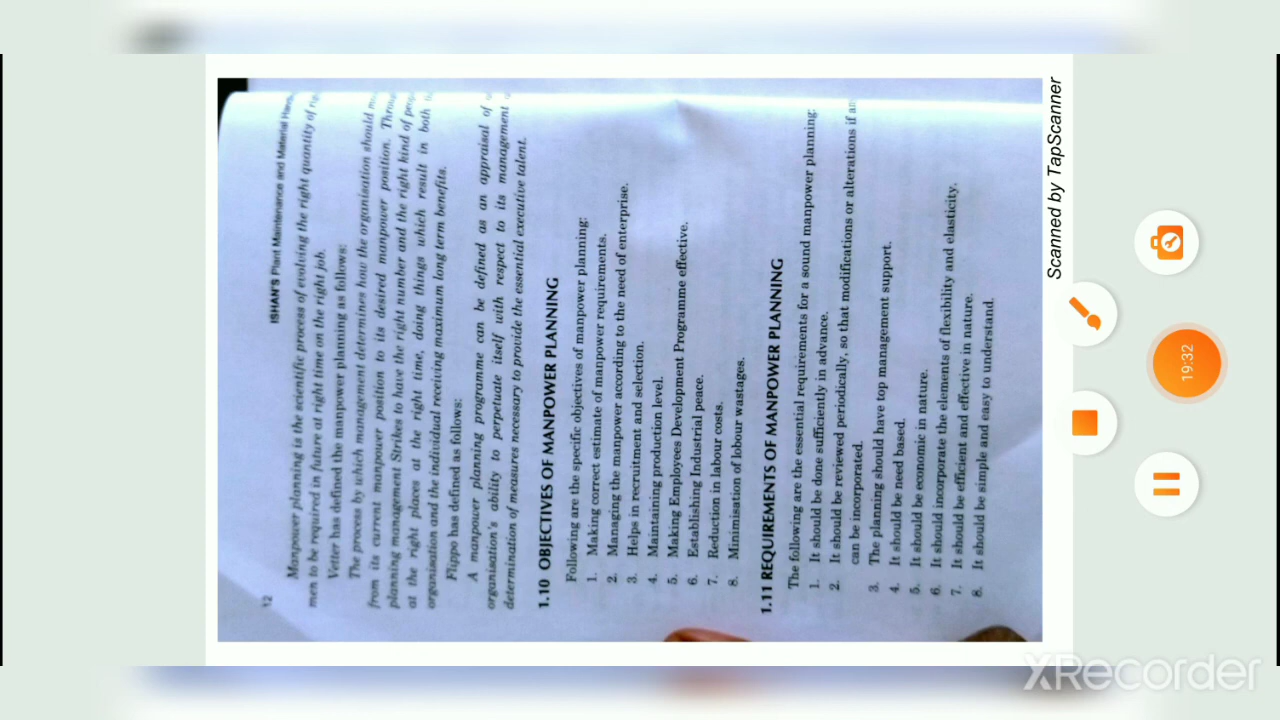 12
ISHAN'S Plant Maintenance and Material
Manpower planning is the scientific process of evolving the right quantity of
men to be required in future at right time on the right job.
Vetter has defined the manpower planning as follows:
The process by which management determines how the organisation should
from its current manpower position to its desired manpower position.
planning management Strikes to have the right number and the right kind of
at the right places at the right time, doing things which result in both
organisation and the individual receiving maximum long term benefits.
Flippo has defined as follows:
A manpower planning programme can be defined as an appraisal of
organisation's ability to perpetuate itself with respect to its management
determination of measures necessary to provide the essential executive talent.
1.10 OBJECTIVES OF MANPOWER PLANNING
Following are the specific objectives of manpower planning:
1. Making correct estimate of manpower requirements.
2. Managing the manpower according to the need of enterprise.
3. Helps in recruitment and selection.
4. Maintaining production level.
5. Making Employees Development Programme effective.
6. Establishing Industrial peace.
7. Reduction in labour costs.
8. Minimisation of lobour wastages.
1.11 REQUIREMENTS OF MANPOWER PLANNING
The following are the essential requirements for a sound manpower planning:
1. It should be done sufficiently in advance.
2. It should be reviewed periodically, so that modifications or alterations if
can be incorporated.
3. The planning should have top management support.
4. It should be need based.
5. It should be economic in nature.
6. It should incorporate the elements of flexibility and elasticity.
7. It should be efficient and effective in nature.
8. It should be simple and easy to understand.
Scanned by TapScanner
19:32
XRecorder